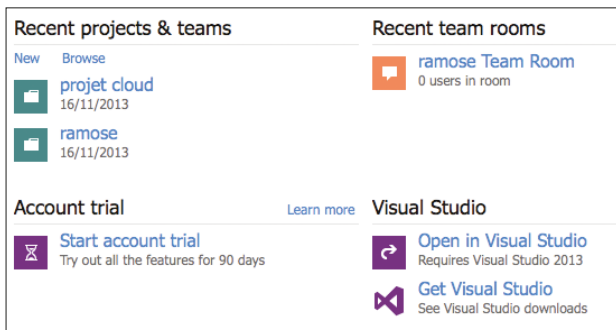 Recent projects & teams
New Browse
projet cloud
16/11/2013
ramose
16/11/2013
Recent team rooms
ramose Team Room
0 users in room
Account trial Learn more
Start account trial
Try out all the features for 90 days
Visual Studio
Open in Visual Studio
Requires Visual Studio 2013
Get Visual Studio
See Visual Studio downloads